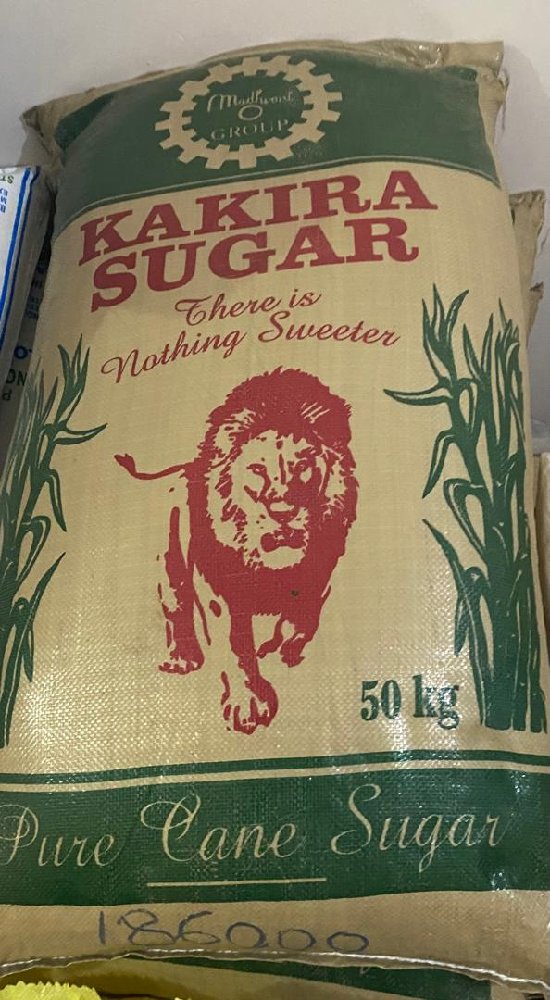 Madhvani
GROUP
KAKIRA
SUGAR
There is
Nothing Sweeter
50 kg
Pure Cane Sugar
186000